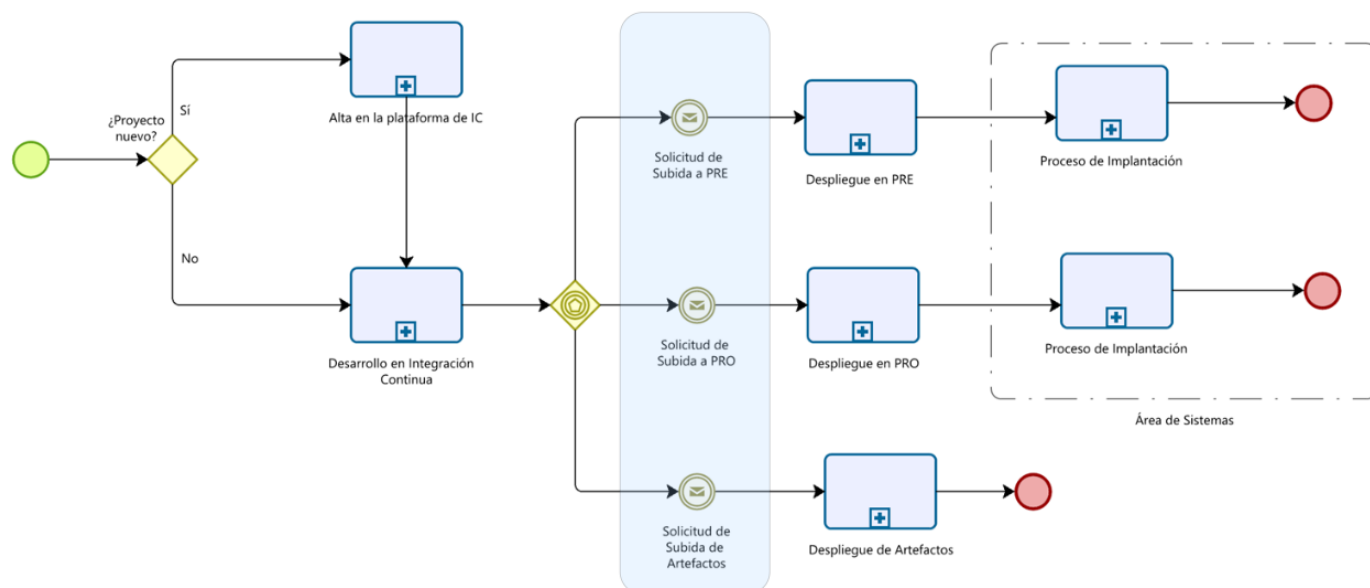 ¿Proyecto
nuevo?
Sí
No
Alta en la plataforma de IC
Desarrollo en Integración
Continua
Solicitud de
Subida a PRE
Despliegue en PRE
Proceso de Implantación
Solicitud de
Subida a PRO
Despliegue en PRO
Proceso de Implantación
Área de Sistemas
Solicitud de
Subida de
Artefactos
Despliegue de Artefactos